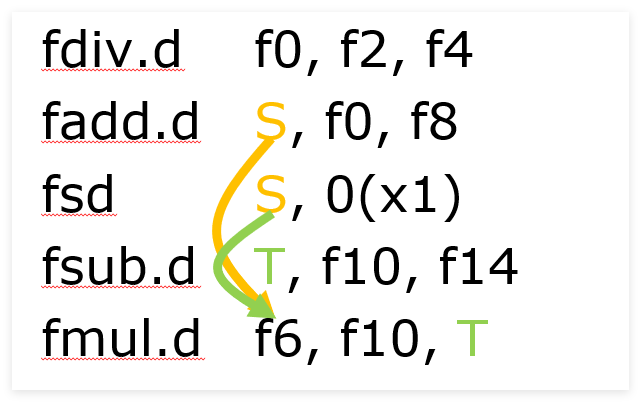 fdiv.d f0, f2, f4
fadd.d S, f0, f8
fsd S, 0(x1)
fsub.d T, f10, f14
fmul.d f6, f10, T